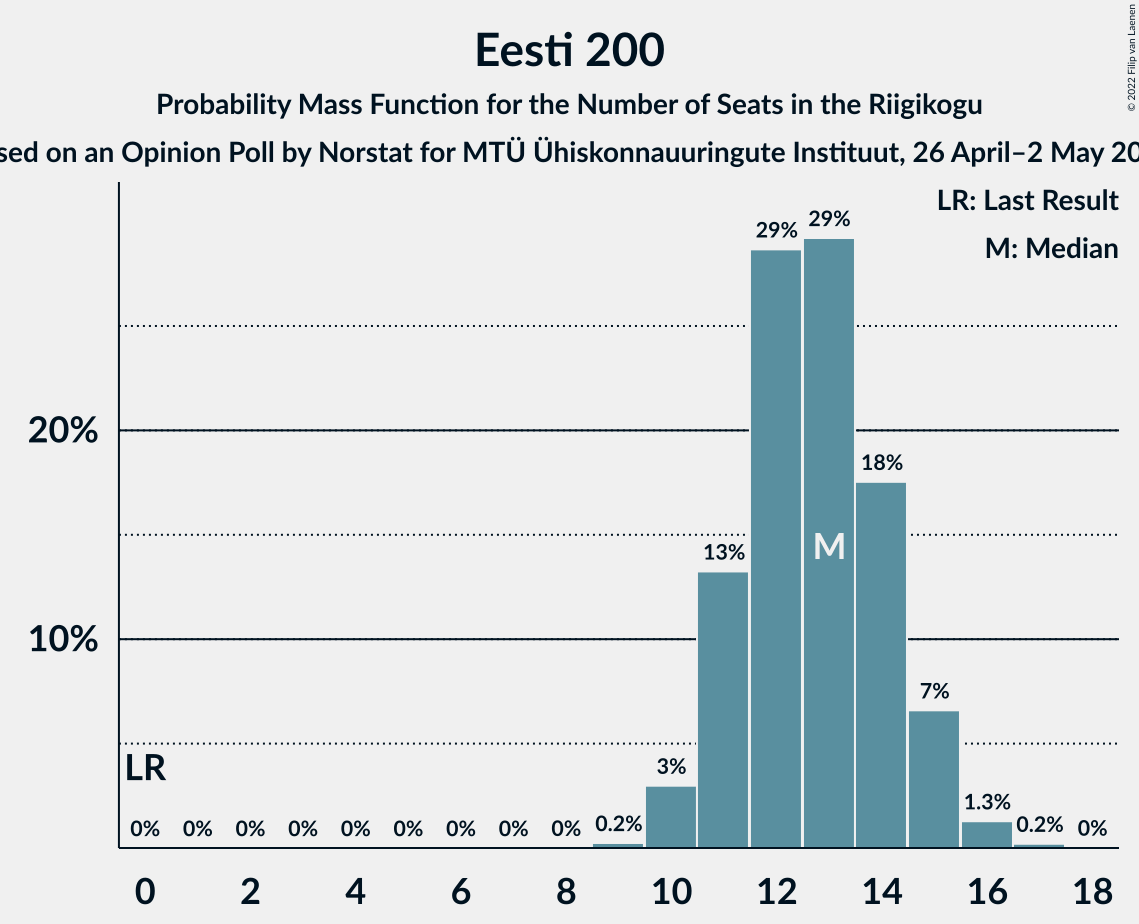 Eesti 200
Probability Mass Function for the Number of Seats in the Riigikogu
sed on an Opinion Poll by Norstat for MTÜ Ühiskonnauuringute Instituut, 26 April–2 May 20
© 2022 Filip van Laenen
LR: Last Result
M: Median
29% 29%
20%
18%
13%
M
10%
7%
LR
3%
1.3%
0% 0% 0% 0% 0% 0% 0% 0% 0% 0.2% 0.2% 0%
0 2 4 6 8 10 12 14 16 18